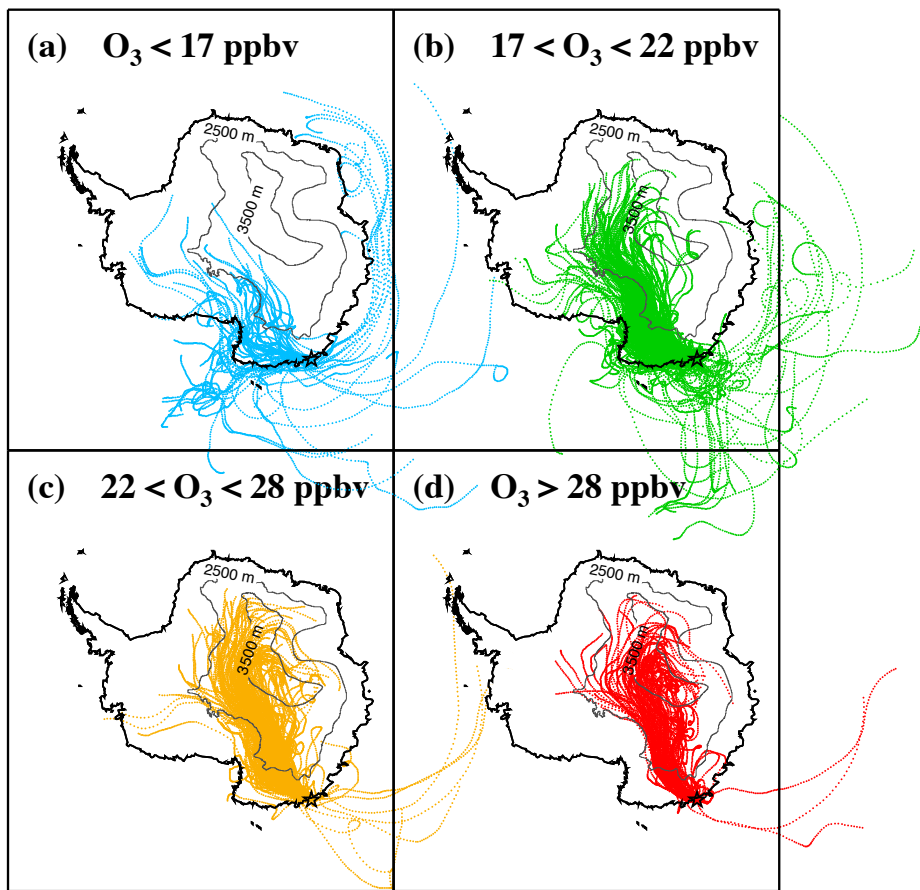 (a) O₃ < 17 ppbv
(b) 17 < O₃ < 22 ppbv
2500 m
3500 m
2500 m
3500 m
(c) 22 < O₃ < 28 ppbv
(d) O₃ > 28 ppbv
2500 m
3500 m
2500 m
3500 m